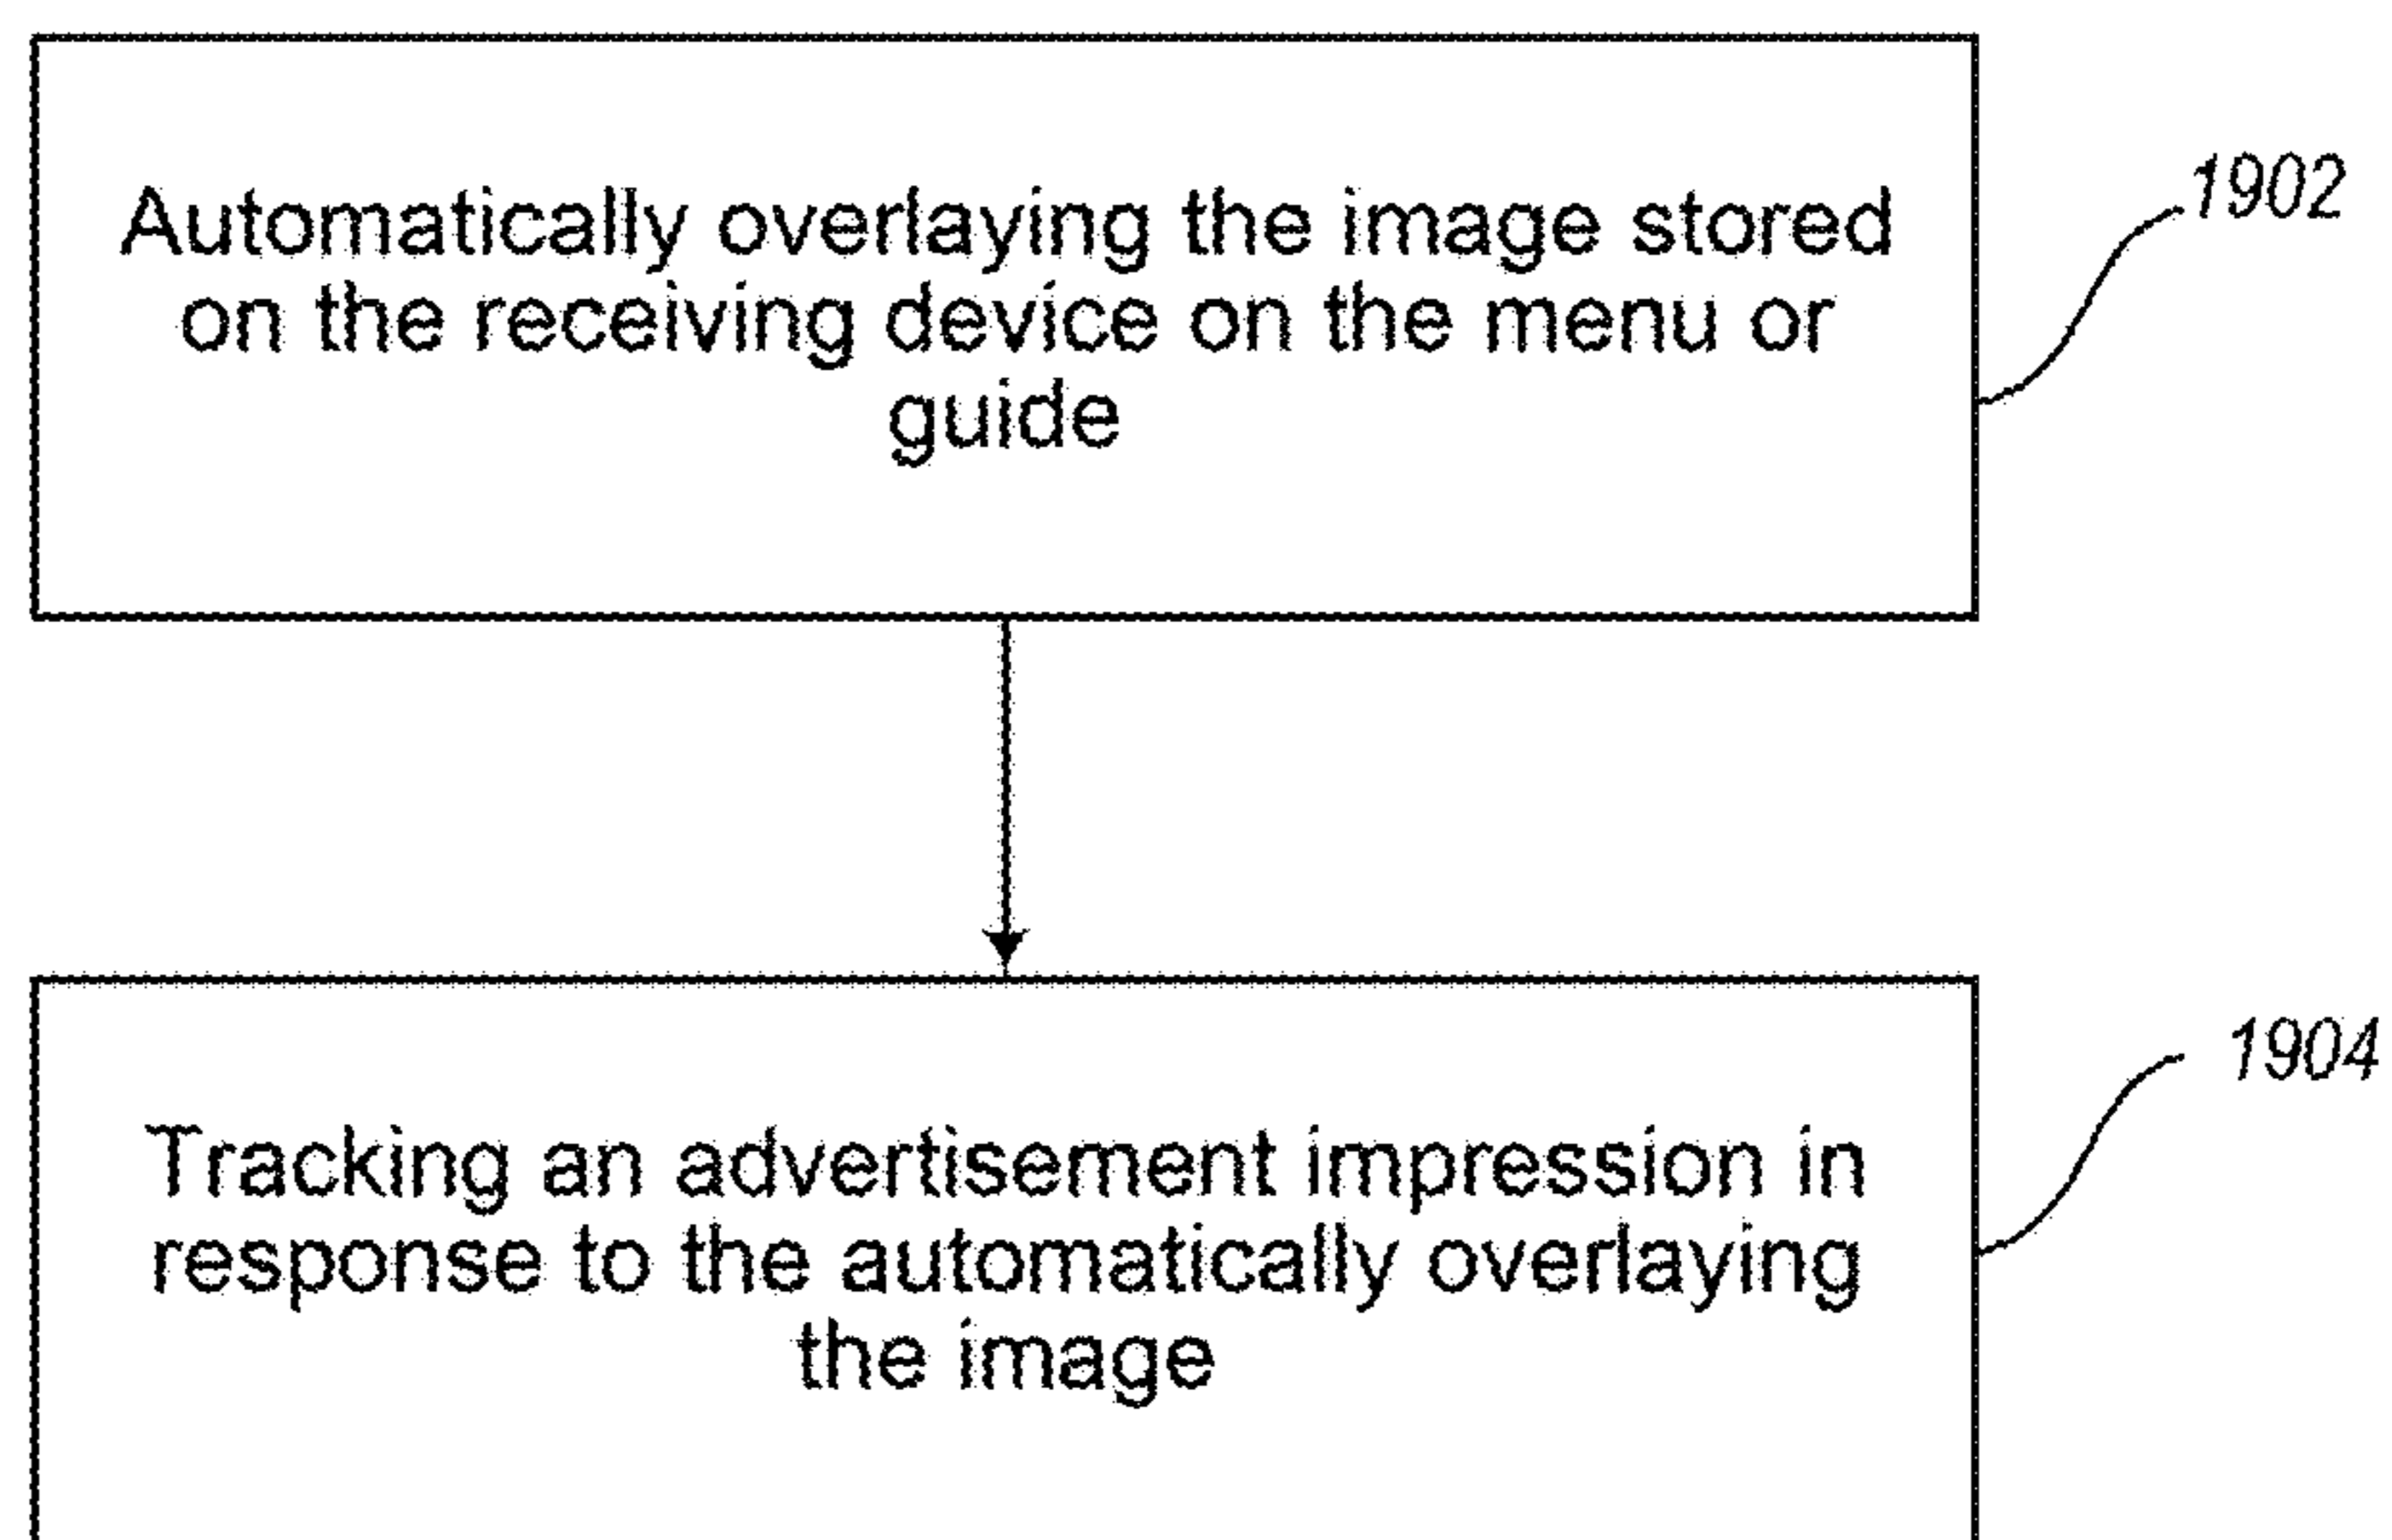 Automatically overlaying the image stored
on the receiving device on the menu or
guide
1902
Tracking an advertisement impression in
response to the automatically overlaying
the image
1904